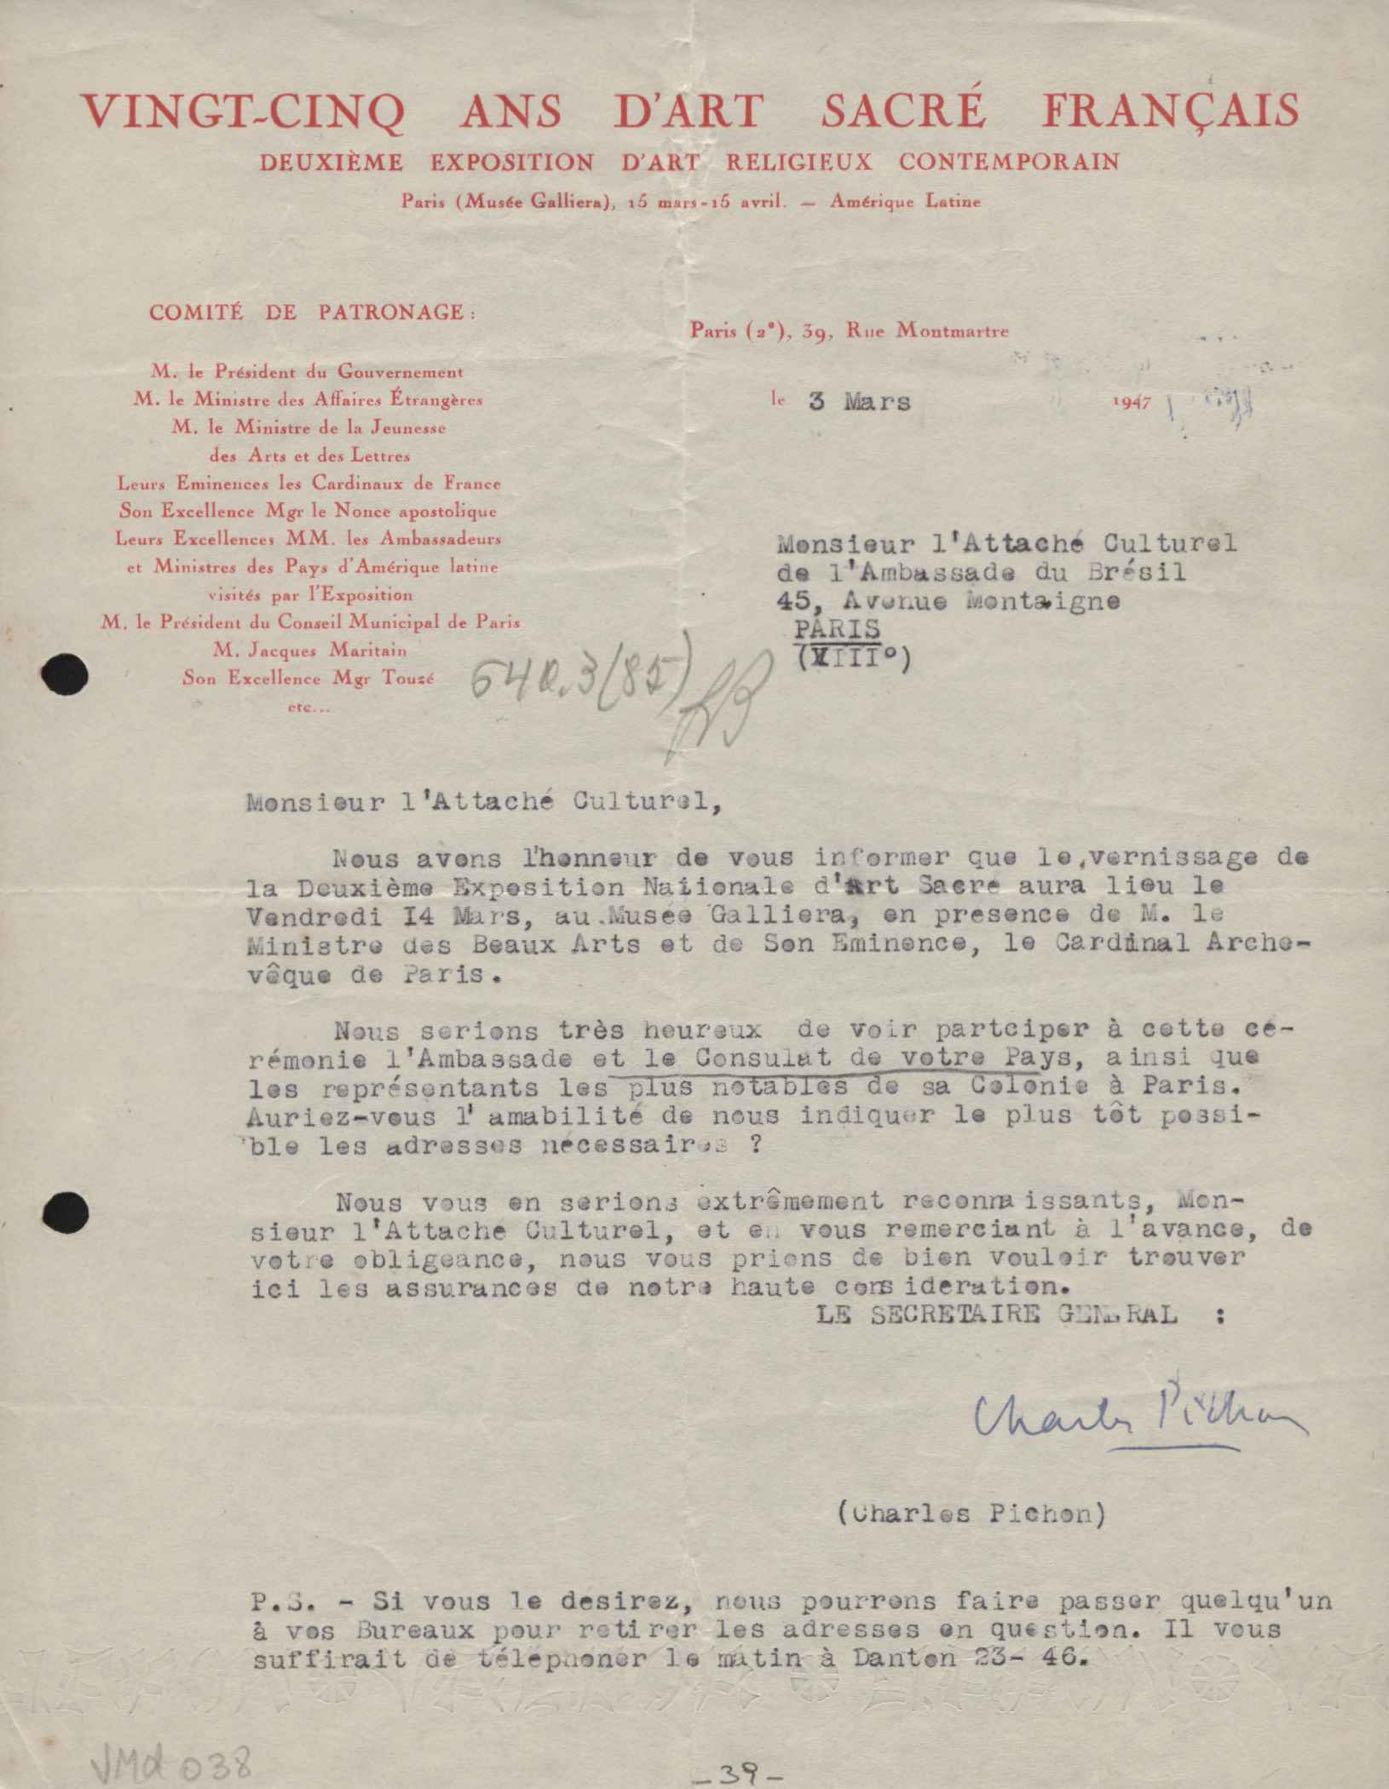 VINGT-CINQ ANS D'ART SACRÉ FRANÇAIS
DEUXIÈME EXPOSITION D'ART RELIGIEUX CONTEMPORAIN
Paris (Musée Galliera), 15 mars-15 avril. — Amérique Latine
COMITÉ DE PATRONAGE :
M. le Président du Gouvernement
M. le Ministre des Affaires Étrangères
M. le Ministre de la Jeunesse
des Arts et des Lettres
Leurs Eminences les Cardinaux de France
Son Excellence Mgr le Nonce apostolique
Leurs Excellences MM. les Ambassadeurs
et Ministres des Pays d'Amérique latine
visités par l'Exposition
M. le Président du Conseil Municipal de Paris
M. Jacques Maritain
Son Excellence Mgr Touzé
etc...
Paris (2e), 39, Rue Montmartre
le 3 Mars 1947
Monsieur l'Attaché Culturel
de l'Ambassade du Brésil
45, Avenue Montaigne
PARIS
(VIII°)
640.3(85)
Monsieur l'Attaché Culturel,
Nous avons l'honneur de vous informer que le vernissage de
la Deuxième Exposition Naiionale d'Art Sacre aura lieu le
Vendredi I4 Mars, au Musée Galliera, en presence de M. le
Ministre des Beaux Arts et de Son Eminence, le Cardinal Arche-
vêque de Paris.
Nous serions très heureux de voir partciper à cette cé-
rémonie l'Ambassade et le Consulat de votre Pays, ainsi que
les représentants les plus notables de sa Colonie à Paris.
Auriez-vous l' amabilité de nous indiquer le plus tôt possi-
ble les adresses nécessaires ?
Nous vous en serions extrêmement reconnaissants, Mon-
sieur l'Attache Culturel, et en vous remerciant à l'avance, de
votre obligeance, nous vous prions de bien vouloir trouver
ici les assurances de notre haute consideration.
LE SECRETAIRE GENERAL :
Charles Pichon
(Charles Pichon)
P.S. - Si vous le desirez, nous pourrons faire passer quelqu'un
à vos Bureaux pour retirer les adresses en question. Il vous
suffirait de téléphoner le matin à Danton 23- 46.
JMd 038
-39-